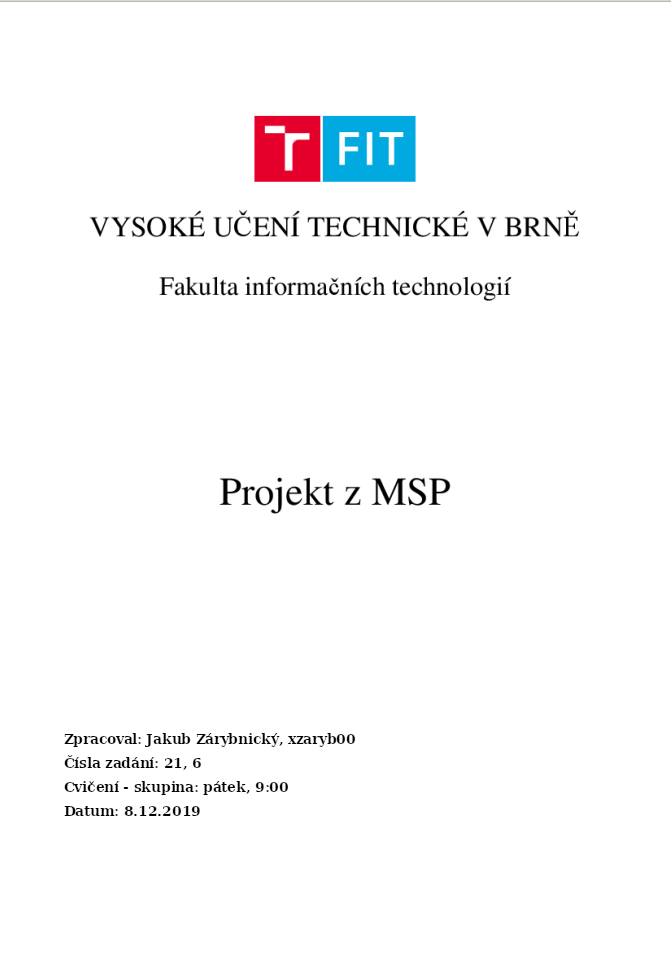 T FIT
VYSOKÉ UČENÍ TECHNICKÉ V BRNĚ
Fakulta informačních technologií
Projekt z MSP
Zpracoval: Jakub Zárybnický, xzaryb00
Čísla zadání: 21, 6
Cvičení - skupina: pátek, 9:00
Datum: 8.12.2019